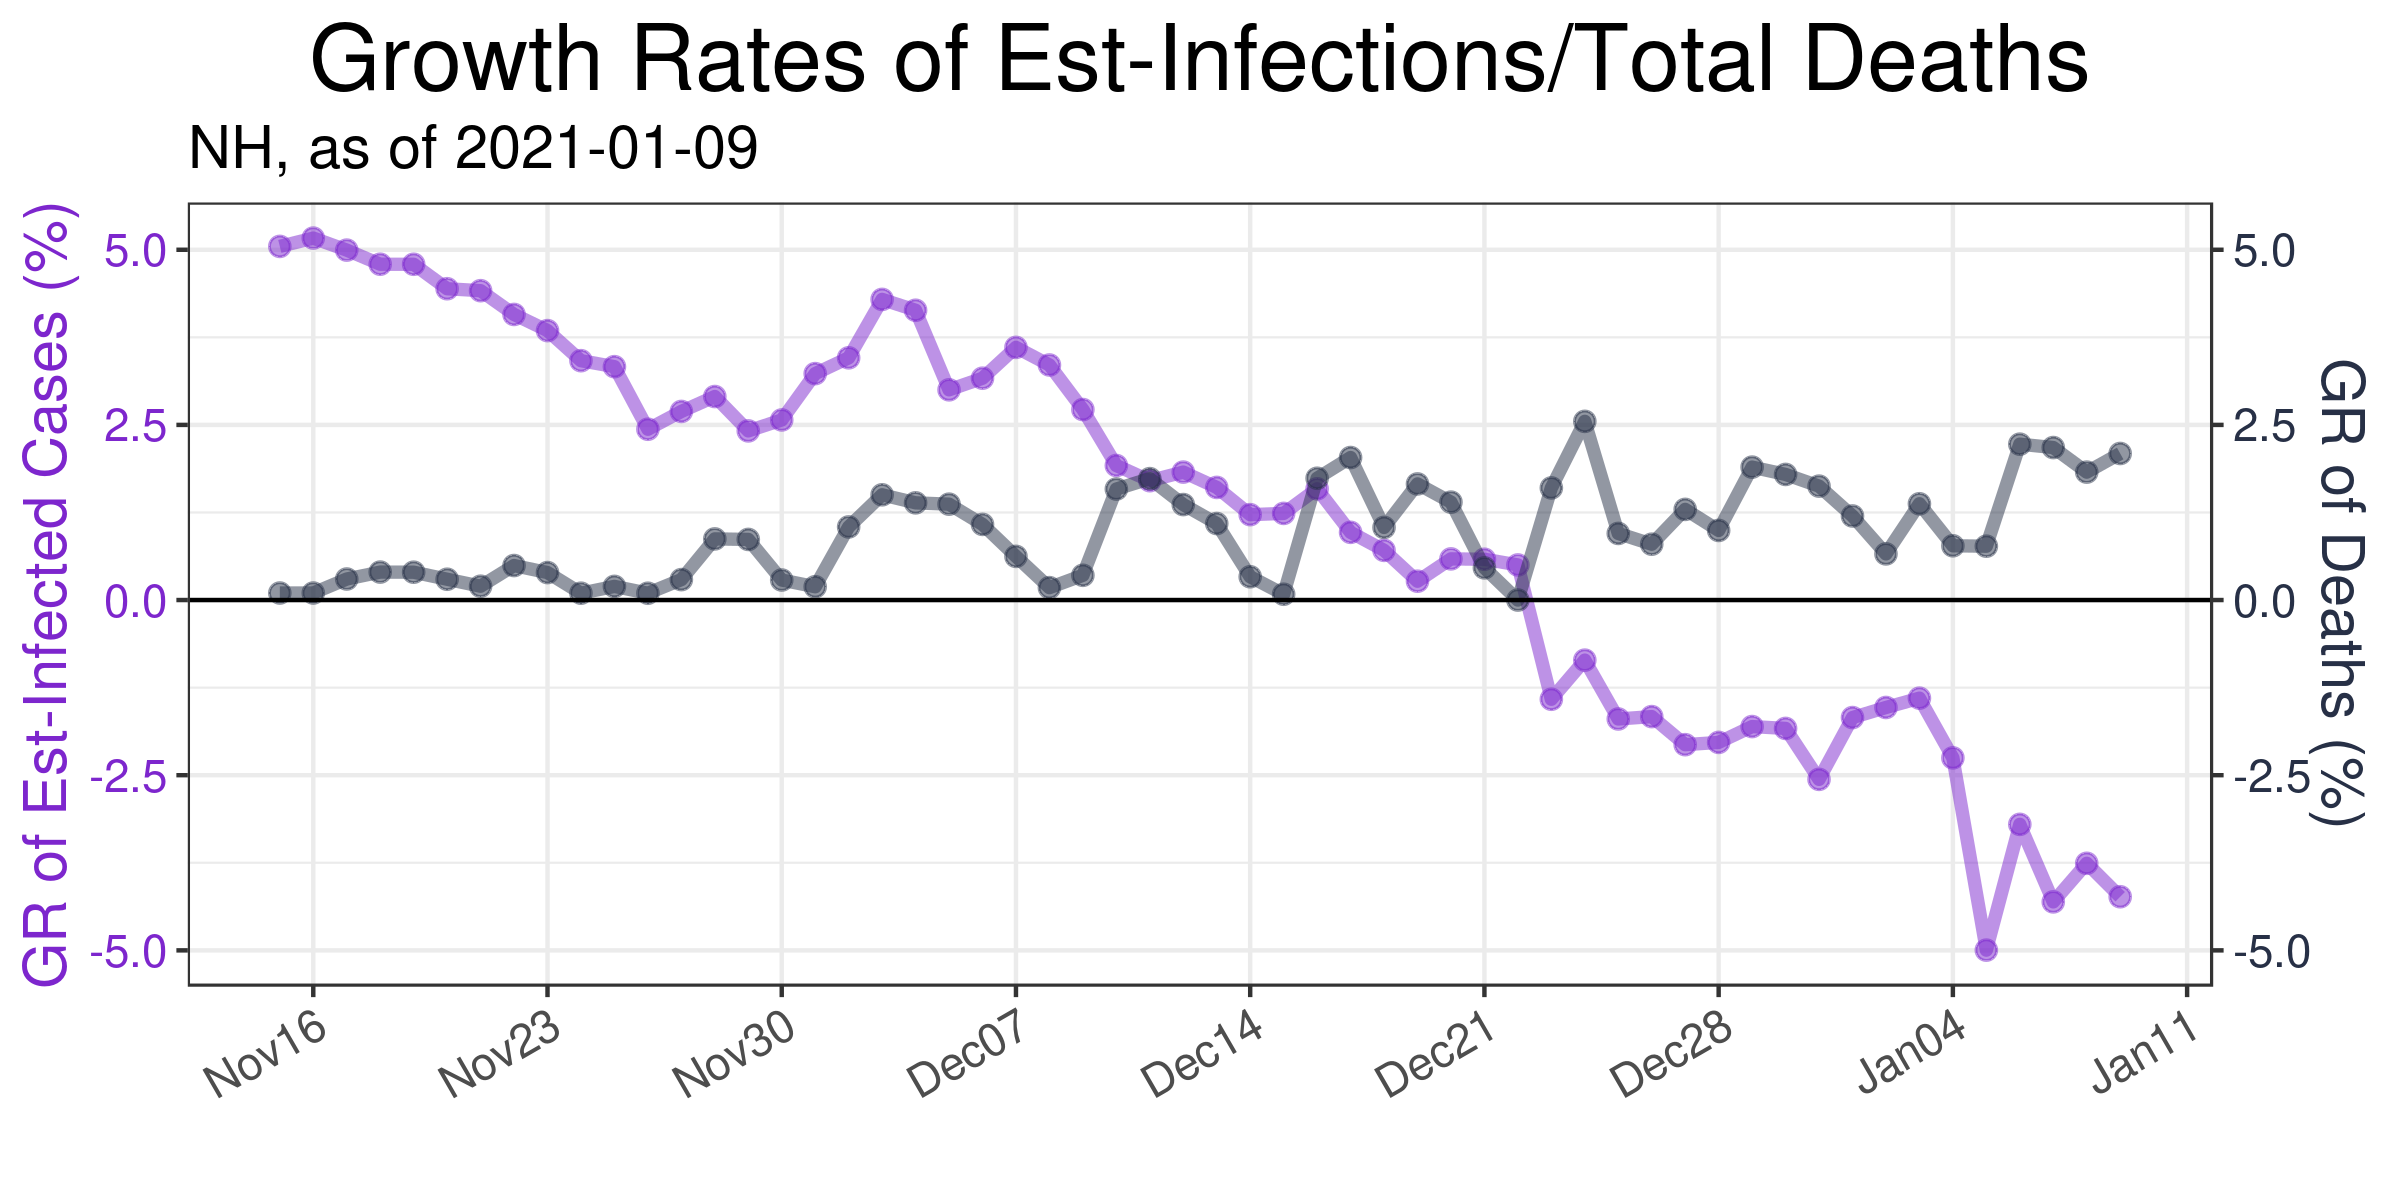 Growth Rates of Est-Infections/Total Deaths
NH, as of 2021-01-09
GR of Est-Infected Cases (%)
5.0
2.5
0.0
-2.5
-5.0
5.0
2.5
0.0
-2.5
-5.0
GR of Deaths (%)
Nov16
Nov23
Nov30
Dec07
Dec14
Dec21
Dec28
Jan04
Jan11